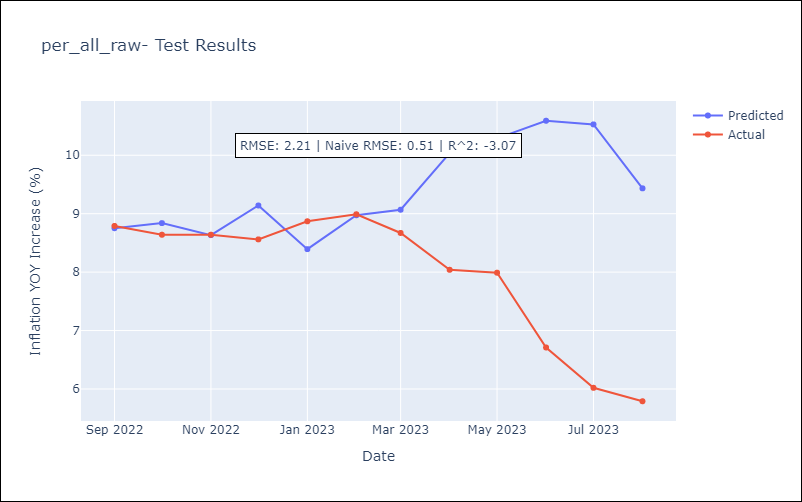 per_all_raw- Test Results
Predicted
Actual
RMSE: 2.21 | Naive RMSE: 0.51 | R^2: -3.07
Inflation YOY Increase (%)
10
9
8
7
6
Sep 2022 Nov 2022 Jan 2023 Mar 2023 May 2023 Jul 2023
Date